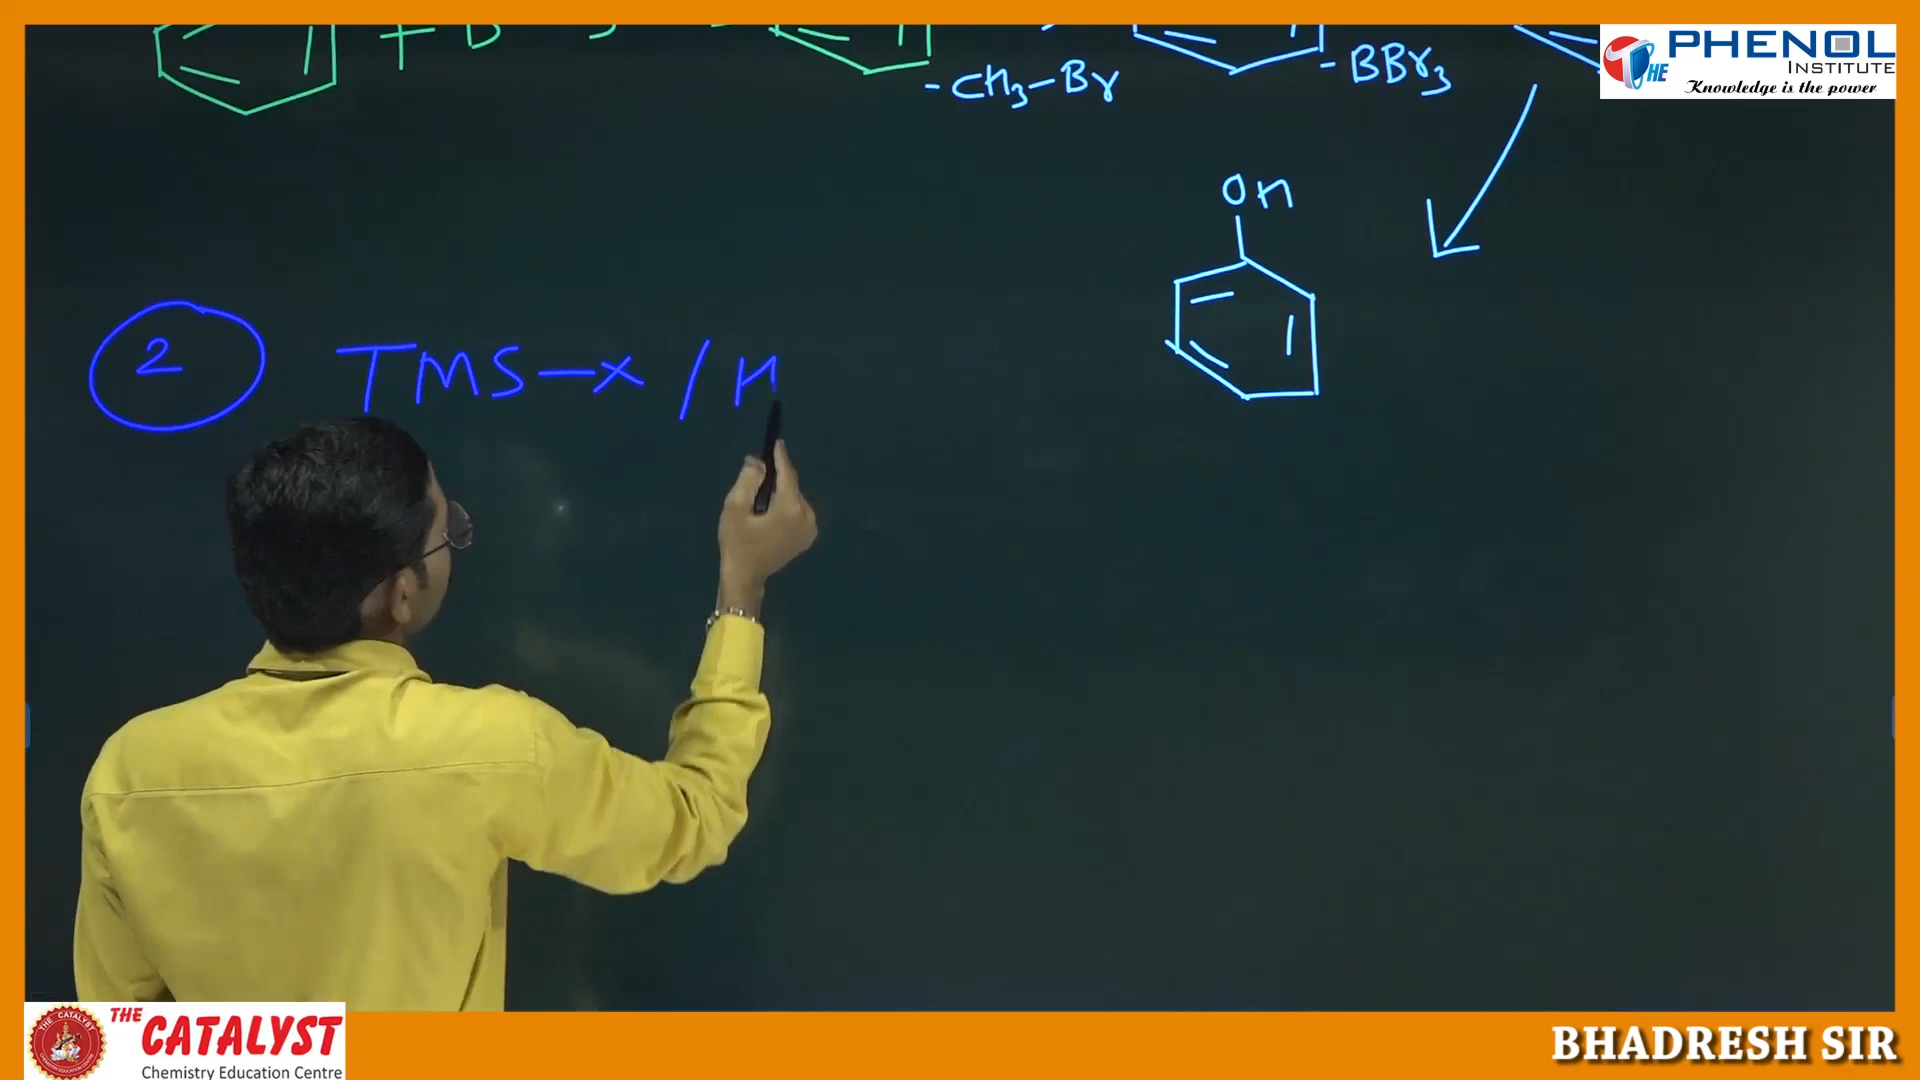 + B
- CH3-Br
- BBr3
PHENOL
INSTITUTE
THE
Knowledge is the power
OH
2 TMS-X / H
THE CATALYST
Chemistry Education Centre
BHADRESH SIR